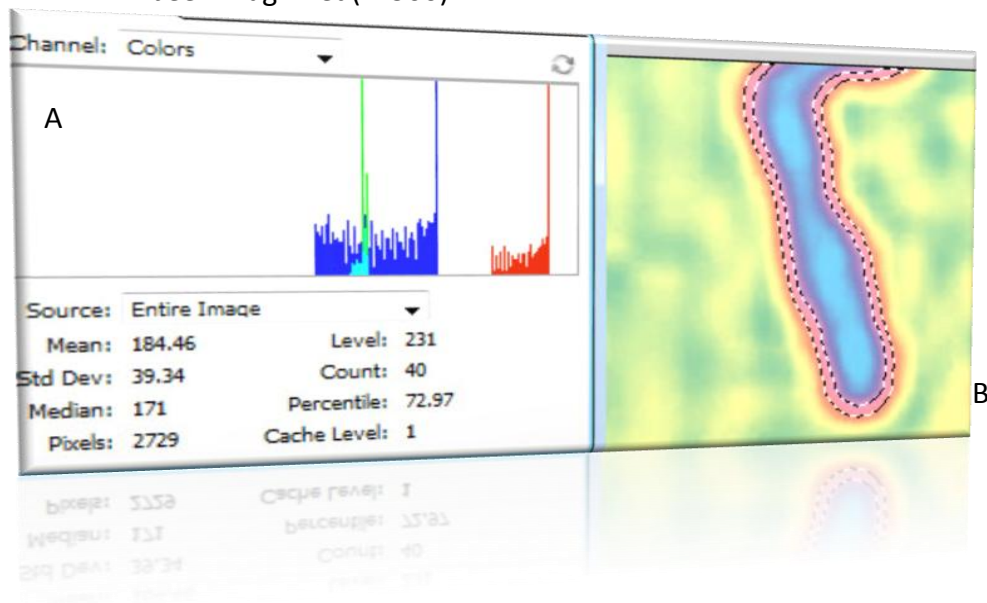 Channel: Colors
A
Source: Entire Image
Mean: 184.46 Level: 231
Std Dev: 39.34 Count: 40
Median: 171 Percentile: 72.97
Pixels: 2729 Cache Level: 1
B